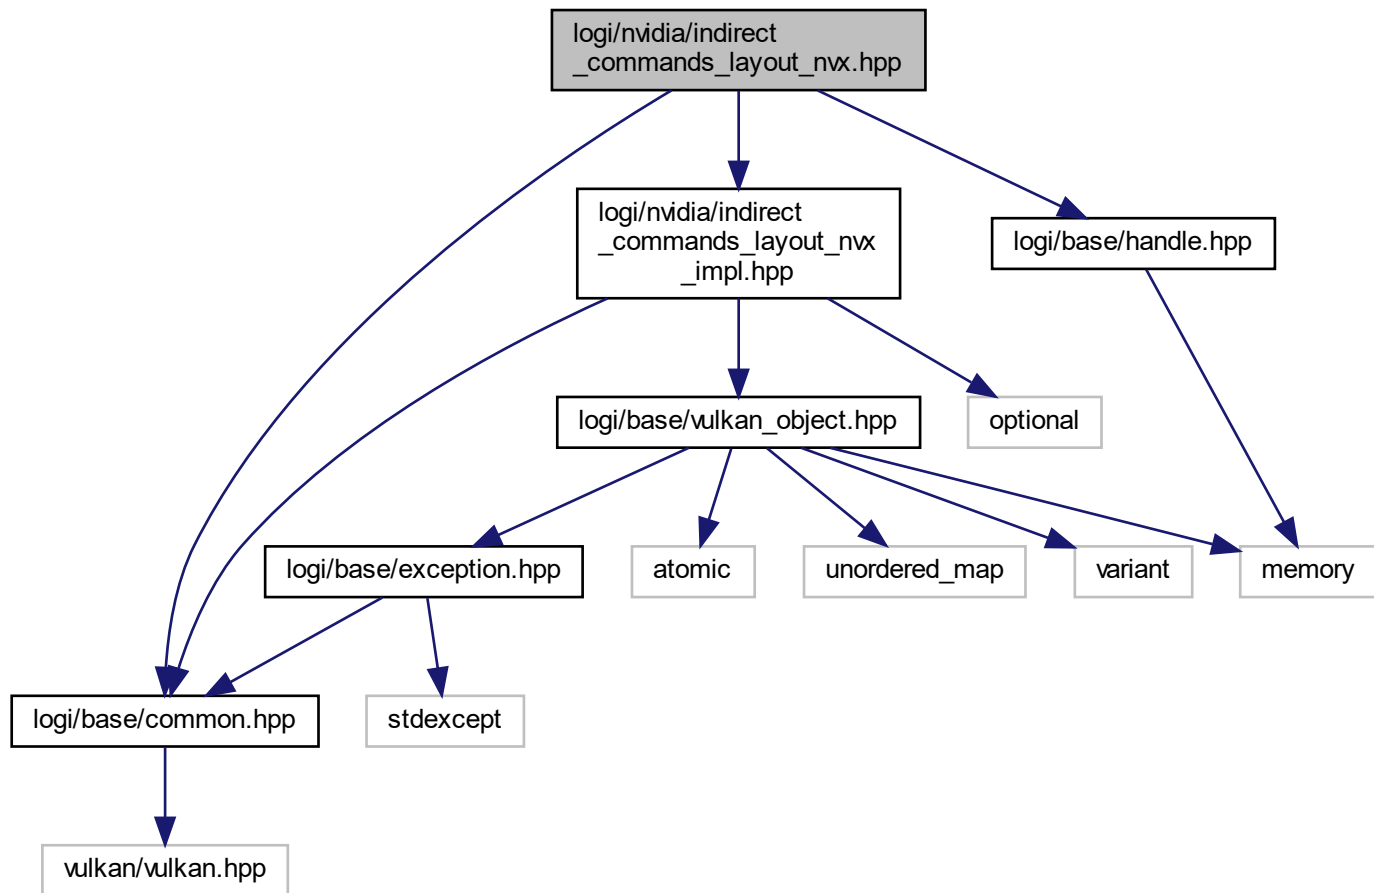 logi/nvidia/indirect
_commands_layout_nvx.hpp
logi/nvidia/indirect
_commands_layout_nvx
_impl.hpp
logi/base/handle.hpp
logi/base/vulkan_object.hpp
optional
logi/base/exception.hpp
atomic
unordered_map
variant
memory
logi/base/common.hpp
stdexcept
vulkan/vulkan.hpp